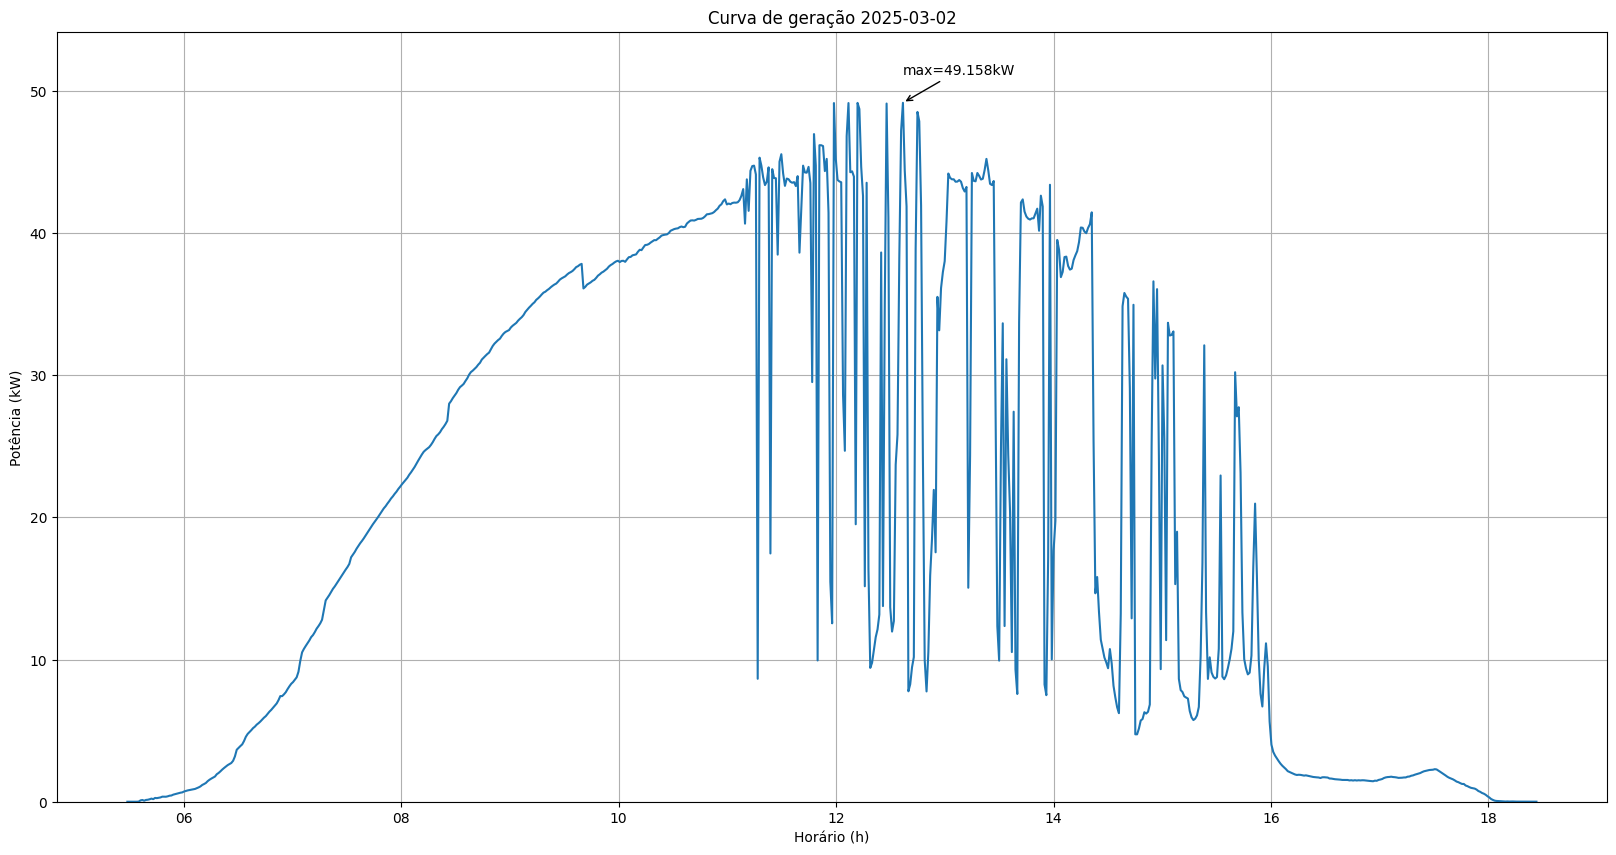 Curva de geração 2025-03-02
max=49.158kW
50
40
30
20
10
0
Potência (kW)
06 08 10 12 14 16 18
Horário (h)